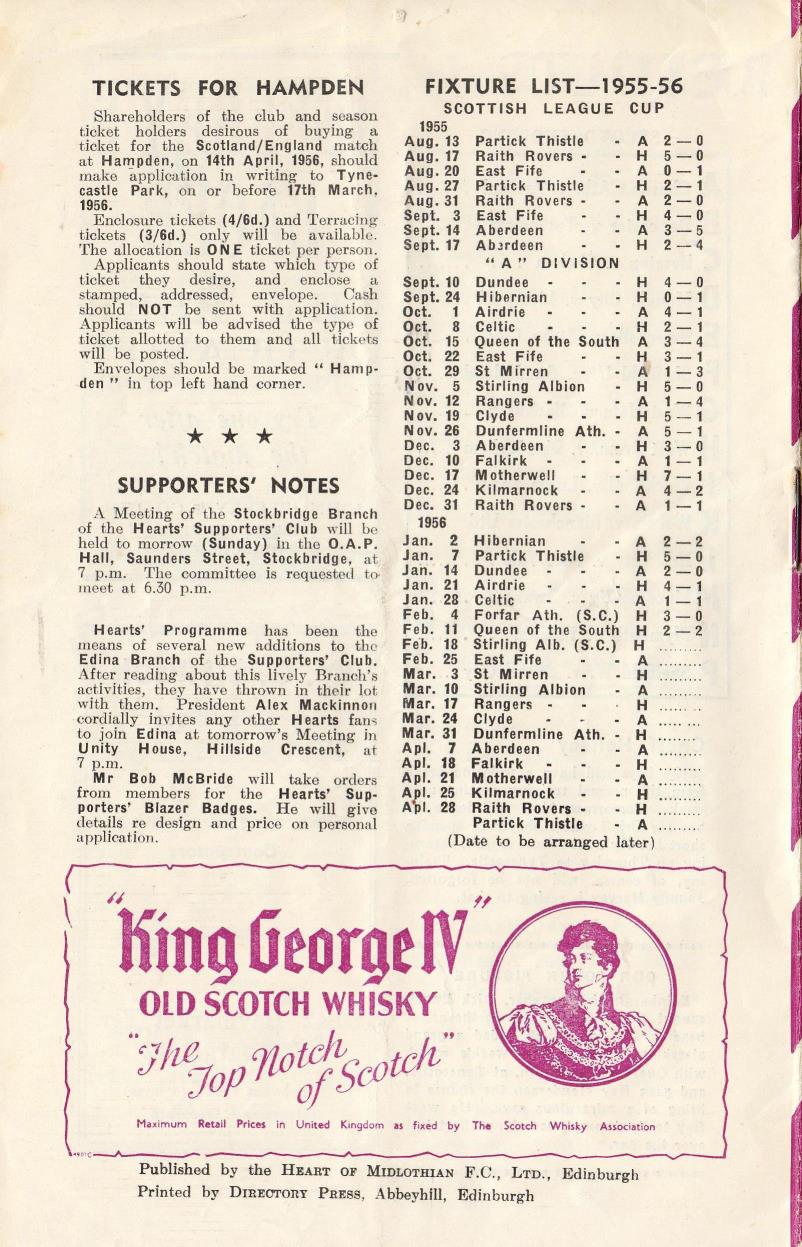 TICKETS FOR HAMPDEN
Shareholders of the club and season
ticket holders desirous of buying a
ticket for the Scotland/England match
at Hampden, on 14th April, 1956, should
make application in writing to Tyne-
castle Park, on or before 17th March,
1956.
Enclosure tickets (4/6d.) and Terracing
tickets (3/6d.) only will be available.
The allocation is ONE ticket per person.
Applicants should state which type of
ticket they desire, and enclose a
stamped, addressed, envelope. Cash
should NOT be sent with application.
Applicants will be advised the type of
ticket allotted to them and all tickets
will be posted.
Envelopes should be marked " Hamp-
den " in top left hand corner.
★ ★ ★
SUPPORTERS' NOTES
A Meeting of the Stockbridge Branch
of the Hearts' Supporters' Club will be
held to morrow (Sunday) in the O.A.P.
Hall, Saunders Street, Stockbridge, at
7 p.m. The committee is requested to
meet at 6.30 p.m.
Hearts' Programme has been the
means of several new additions to the
Edina Branch of the Supporters' Club.
After reading about this lively Branch's
activities, they have thrown in their lot
with them. President Alex Mackinnon
cordially invites any other Hearts fans
to join Edina at tomorrow's Meeting in
Unity House, Hillside Crescent, at
7 p.m.
Mr Bob McBride will take orders
from members for the Hearts' Sup-
porters' Blazer Badges. He will give
details re design and price on personal
application.
FIXTURE LIST—1955-56
SCOTTISH LEAGUE CUP
1955
Aug. 13 Partick Thistle - A 2—0
Aug. 17 Raith Rovers - - H 5—0
Aug. 20 East Fife - - A 0—1
Aug. 27 Partick Thistle - H 2—1
Aug. 31 Raith Rovers - - A 2—0
Sept. 3 East Fife - - H 4—0
Sept. 14 Aberdeen - - A 3—5
Sept. 17 Aberdeen - - H 2—4
" A " DIVISION
Sept. 10 Dundee - - - H 4—0
Sept. 24 Hibernian - - H 0—1
Oct. 1 Airdrie - - - A 4—1
Oct. 8 Celtic - - - H 2—1
Oct. 15 Queen of the South A 3—4
Oct. 22 East Fife - - H 3—1
Oct. 29 St Mirren - - A 1—3
Nov. 5 Stirling Albion - H 5—0
Nov. 12 Rangers - - - A 1—4
Nov. 19 Clyde - - - H 5—1
Nov. 26 Dunfermline Ath. - A 5—1
Dec. 3 Aberdeen - - H 3—0
Dec. 10 Falkirk - - - A 1—1
Dec. 17 Motherwell - - H 7—1
Dec. 24 Kilmarnock - - A 4—2
Dec. 31 Raith Rovers - - A 1—1
1956
Jan. 2 Hibernian - - A 2—2
Jan. 7 Partick Thistle - H 5—0
Jan. 14 Dundee - - - A 2—0
Jan. 21 Airdrie - - - H 4—1
Jan. 28 Celtic - - - A 1—1
Feb. 4 Forfar Ath. (S.C.) H 3—0
Feb. 11 Queen of the South H 2—2
Feb. 18 Stirling Alb. (S.C.) H .........
Feb. 25 East Fife - - A .........
Mar. 3 St Mirren - - H .........
Mar. 10 Stirling Albion - A .........
Mar. 17 Rangers - - - H .........
Mar. 24 Clyde - - - A .........
Mar. 31 Dunfermline Ath. - H .........
Apl. 7 Aberdeen - - A .........
Apl. 18 Falkirk - - - H .........
Apl. 21 Motherwell - - A .........
Apl. 25 Kilmarnock - - H .........
Apl. 28 Raith Rovers - - H .........
Partick Thistle - A .........
(Date to be arranged later)
"King George IV"
OLD SCOTCH WHISKY
"The
Top Notch
of Scotch"
Maximum Retail Prices in United Kingdom as fixed by The Scotch Whisky Association
4901C
Published by the HEART OF MIDLOTHIAN F.C., LTD., Edinburgh
Printed by DIRECTORY PRESS, Abbeyhill, Edinburgh